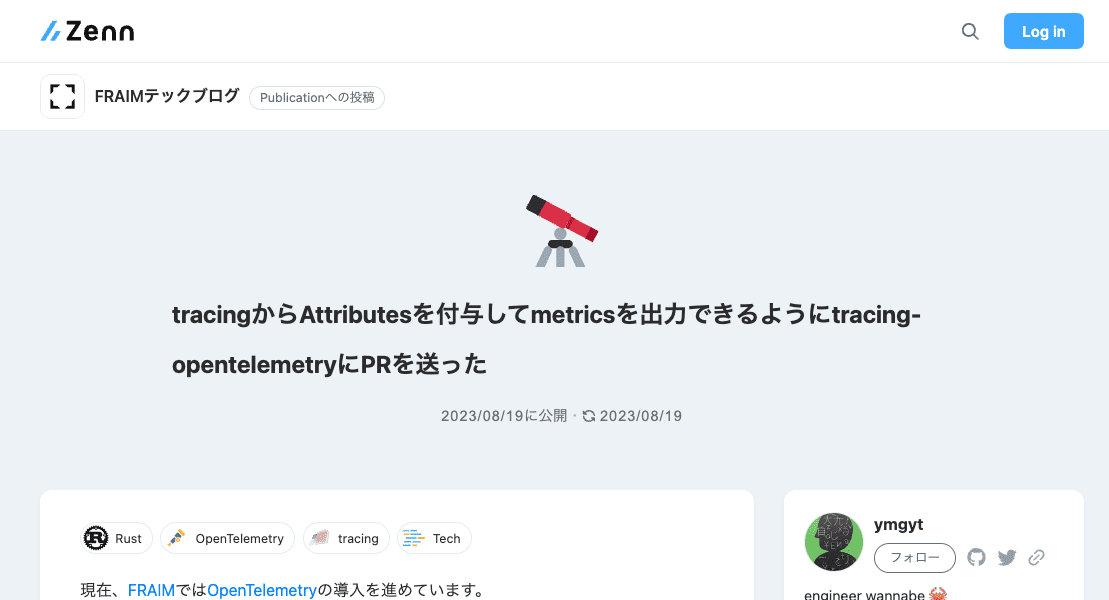 Zenn
Log in
FRAIMテックブログ
Publicationへの投稿
tracingからAttributesを付与してmetricsを出力できるようにtracing-
opentelemetryにPRを送った
2023/08/19に公開・2023/08/19
Rust
OpenTelemetry
tracing
Tech
現在、FRAIMではOpenTelemetryの導入を進めています。
ymgyt
フォロー
engineer wannabe 🦀